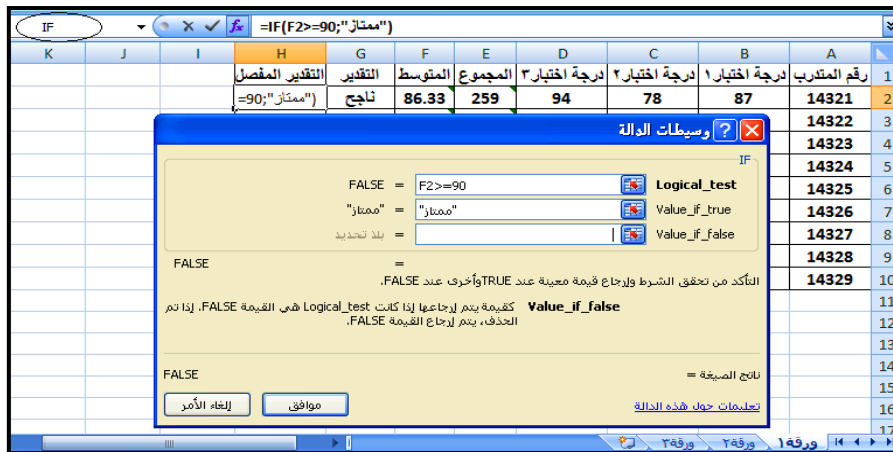 IF =IF(F2>=90;"ممتاز")
A B C D E F G H I J K
1 رقم المتدرب درجة اختبار١ درجة اختبار٢ درجة اختبار٣ المجموع المتوسط التقدير التقدير المفصل
2 14321 87 78 94 259 86.33 ناجح =90;"ممتاز")
3 14322
4 14323
5 14324
6 14325
7 14326
8 14327
9 14328
10 14329
11
12
13
14
15
16
17
وسيطات الدالة
IF
Logical_test F2>=90 = FALSE
Value_if_true "ممتاز" = "ممتاز"
Value_if_false = بلا تحديد
= FALSE
التأكد من تحقق الشرط وإرجاع قيمة معينة عند TRUEوأخرى عند FALSE.
Value_if_false كقيمة يتم إرجاعها إذا كانت Logical_test هي القيمة FALSE. إذا تم
الحذف، يتم إرجاع القيمة FALSE.
ناتج الصيغة = FALSE
تعليمات حول هذه الدالة
موافق
إلغاء الأمر
ورقة١ ورقة٢ ورقة٣